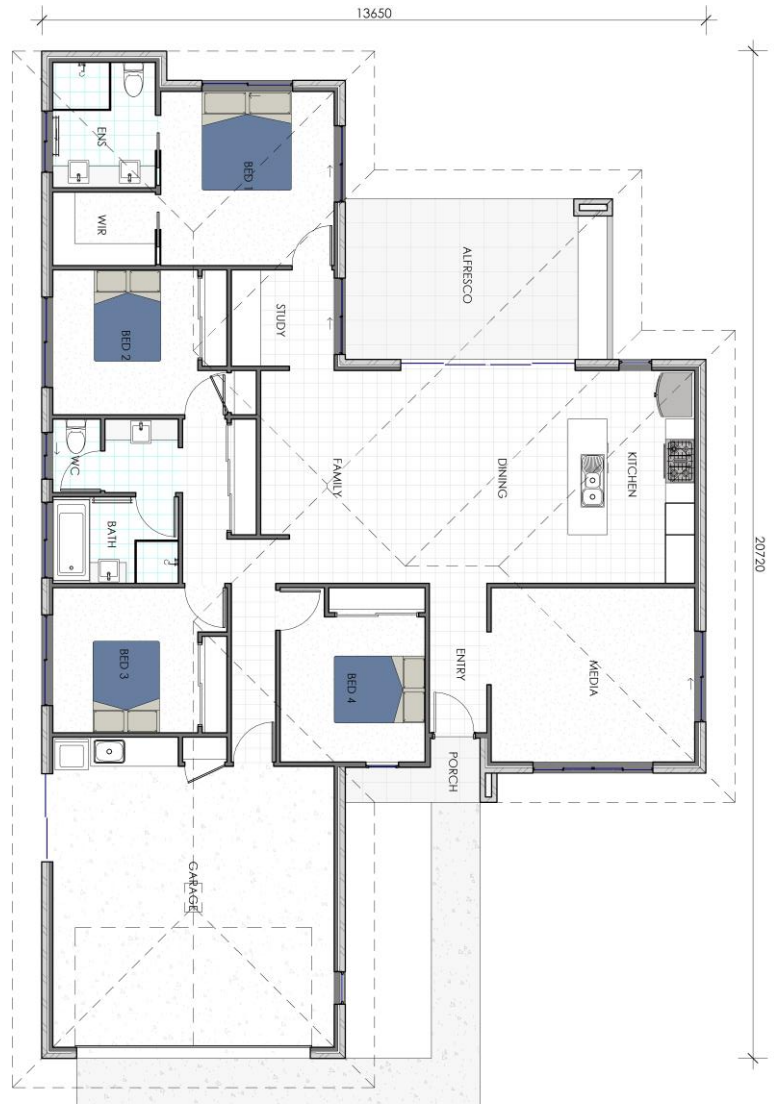 13650
ENS
BED 1
WIR
ALFRESCO
STUDY
BED 2
FAMILY
DINING
KITCHEN
WC
BATH
20720
BED 3
BED 4
ENTRY
MEDIA
PORCH
GARAGE